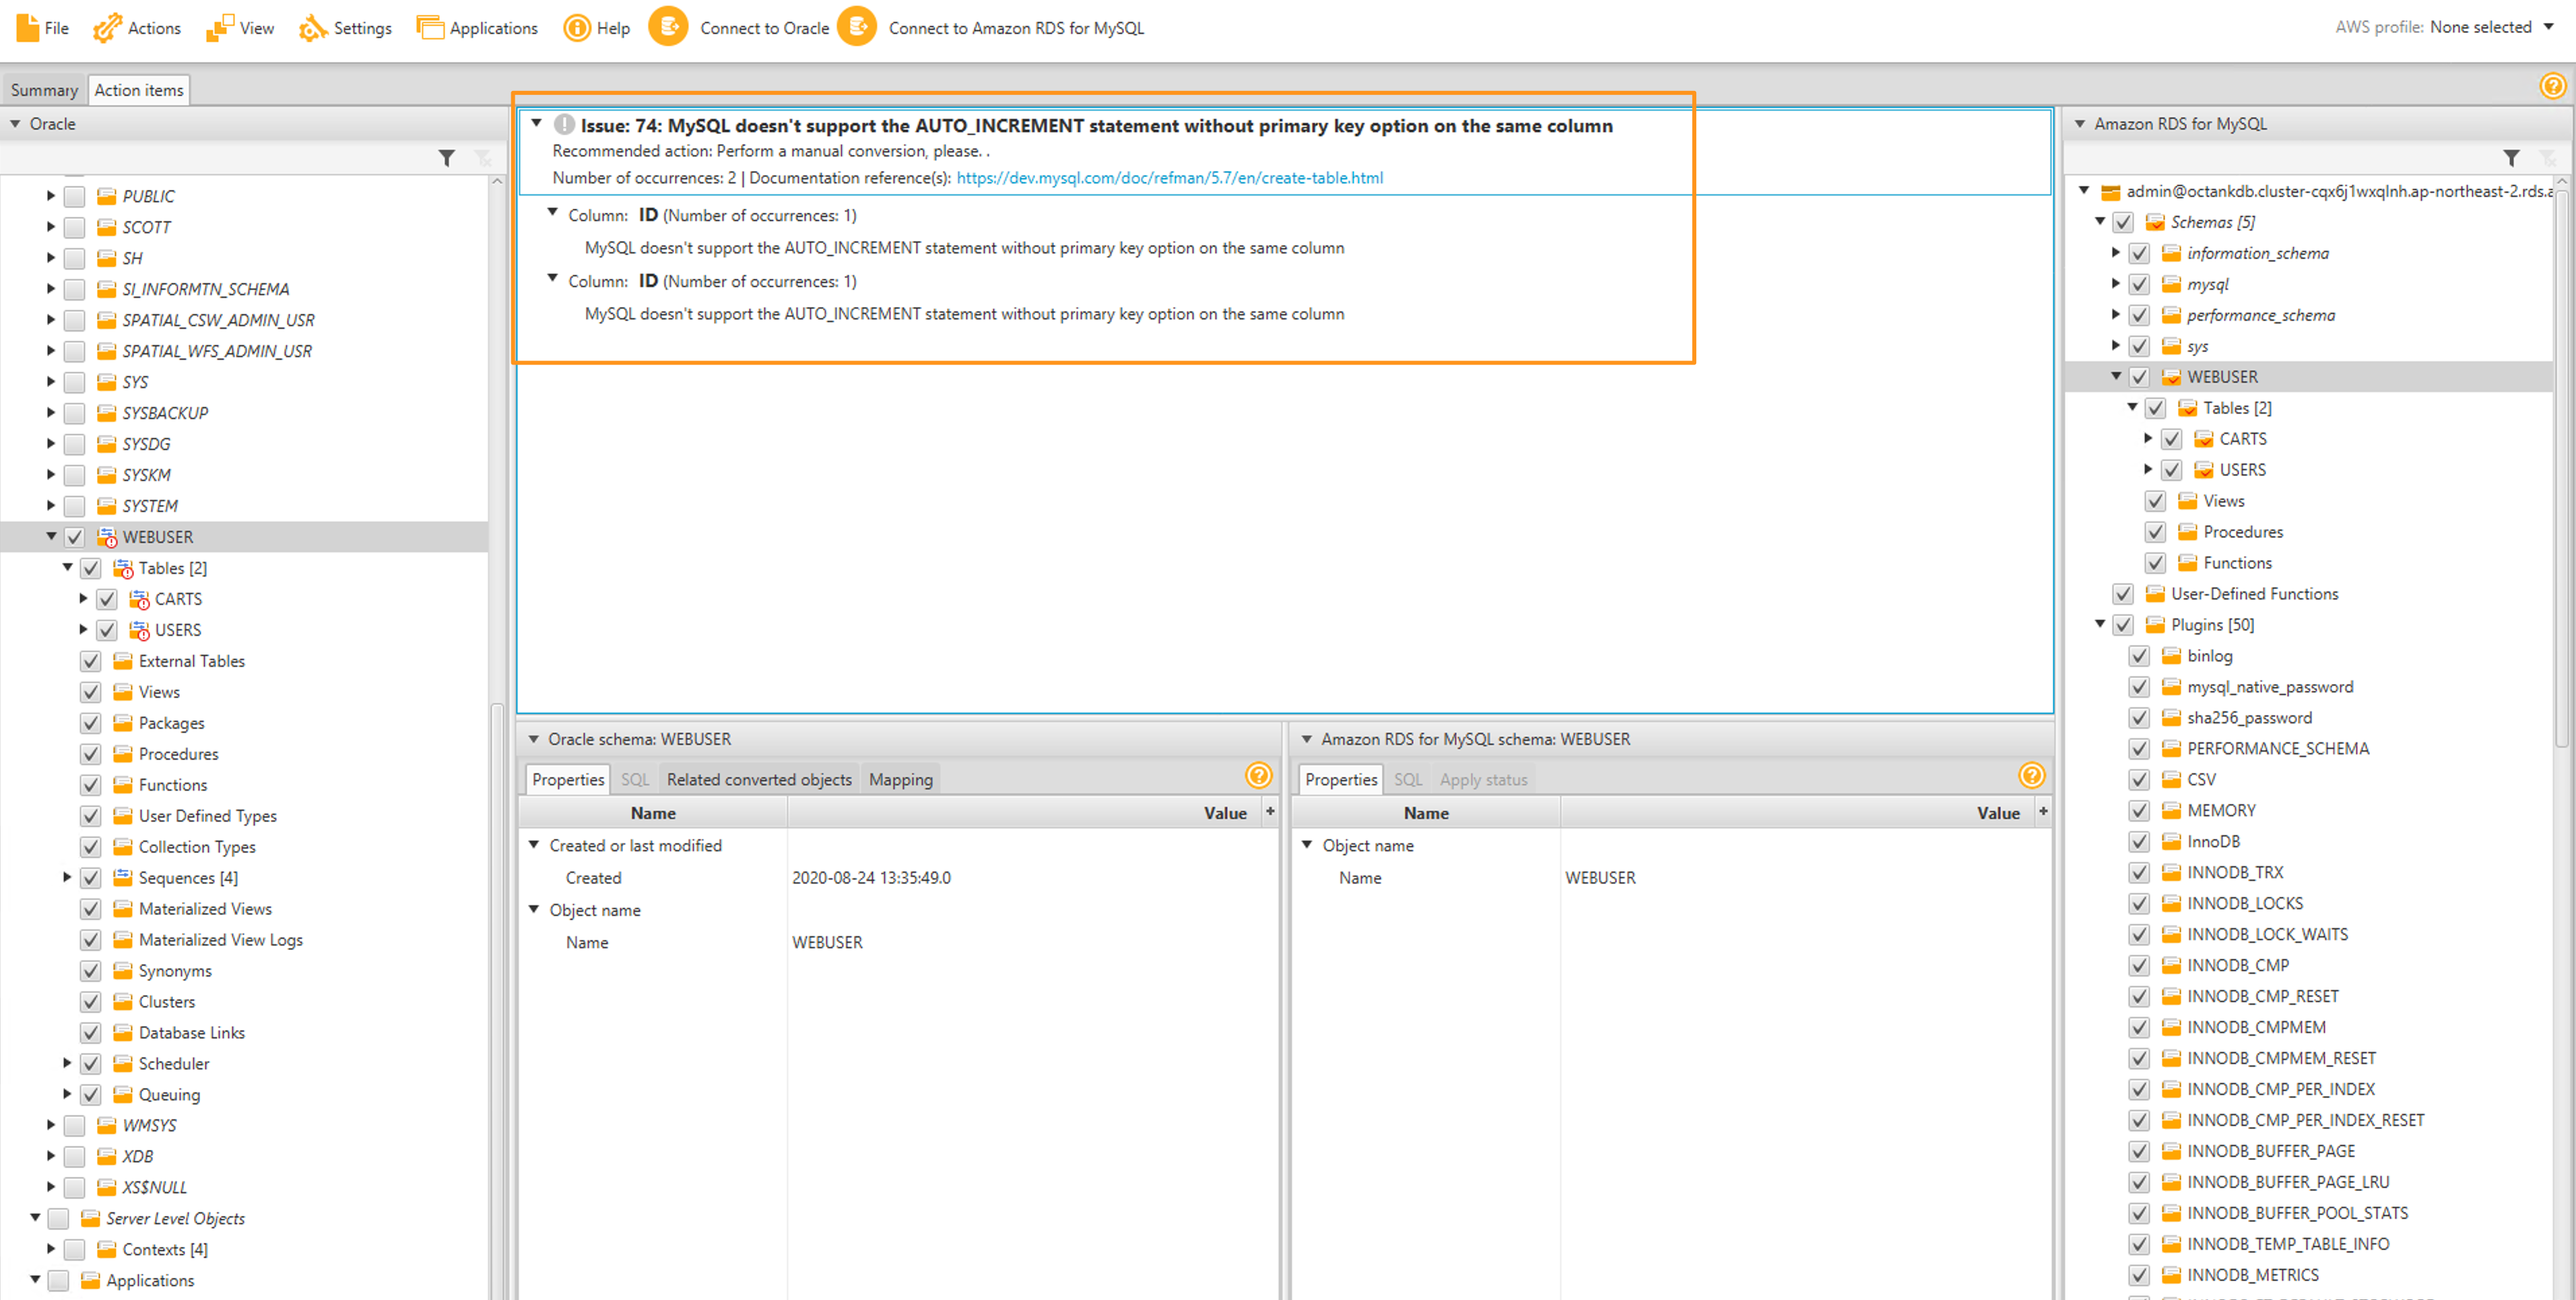 File
Actions
View
Settings
Applications
Help
Connect to Oracle
Connect to Amazon RDS for MySQL
AWS profile: None selected
Summary
Action items
Oracle
PUBLIC
SCOTT
SH
SI_INFORMTN_SCHEMA
SPATIAL_CSW_ADMIN_USR
SPATIAL_WFS_ADMIN_USR
SYS
SYSBACKUP
SYSDG
SYSKM
SYSTEM
WEBUSER
Tables [2]
CARTS
USERS
External Tables
Views
Packages
Procedures
Functions
User Defined Types
Collection Types
Sequences [4]
Materialized Views
Materialized View Logs
Synonyms
Clusters
Database Links
Scheduler
Queuing
WMSYS
XDB
XS$NULL
Server Level Objects
Contexts [4]
Applications
Issue: 74: MySQL doesn't support the AUTO_INCREMENT statement without primary key option on the same column
Recommended action: Perform a manual conversion, please. .
Number of occurrences: 2 | Documentation reference(s): https://dev.mysql.com/doc/refman/5.7/en/create-table.html
Column: ID (Number of occurrences: 1)
MySQL doesn't support the AUTO_INCREMENT statement without primary key option on the same column
Column: ID (Number of occurrences: 1)
MySQL doesn't support the AUTO_INCREMENT statement without primary key option on the same column
Oracle schema: WEBUSER
Properties
SQL
Related converted objects
Mapping
Name
Value
+
Created or last modified
Created 2020-08-24 13:35:49.0
Object name
Name WEBUSER
Amazon RDS for MySQL schema: WEBUSER
Properties
SQL
Apply status
Name
Value
+
Object name
Name WEBUSER
Amazon RDS for MySQL
admin@octankdb.cluster-cqx6j1wxqlnh.ap-northeast-2.rds.a
Schemas [5]
information_schema
mysql
performance_schema
sys
WEBUSER
Tables [2]
CARTS
USERS
Views
Procedures
Functions
User-Defined Functions
Plugins [50]
binlog
mysql_native_password
sha256_password
PERFORMANCE_SCHEMA
CSV
MEMORY
InnoDB
INNODB_TRX
INNODB_LOCKS
INNODB_LOCK_WAITS
INNODB_CMP
INNODB_CMP_RESET
INNODB_CMPMEM
INNODB_CMPMEM_RESET
INNODB_CMP_PER_INDEX
INNODB_CMP_PER_INDEX_RESET
INNODB_BUFFER_PAGE
INNODB_BUFFER_PAGE_LRU
INNODB_BUFFER_POOL_STATS
INNODB_TEMP_TABLE_INFO
INNODB_METRICS